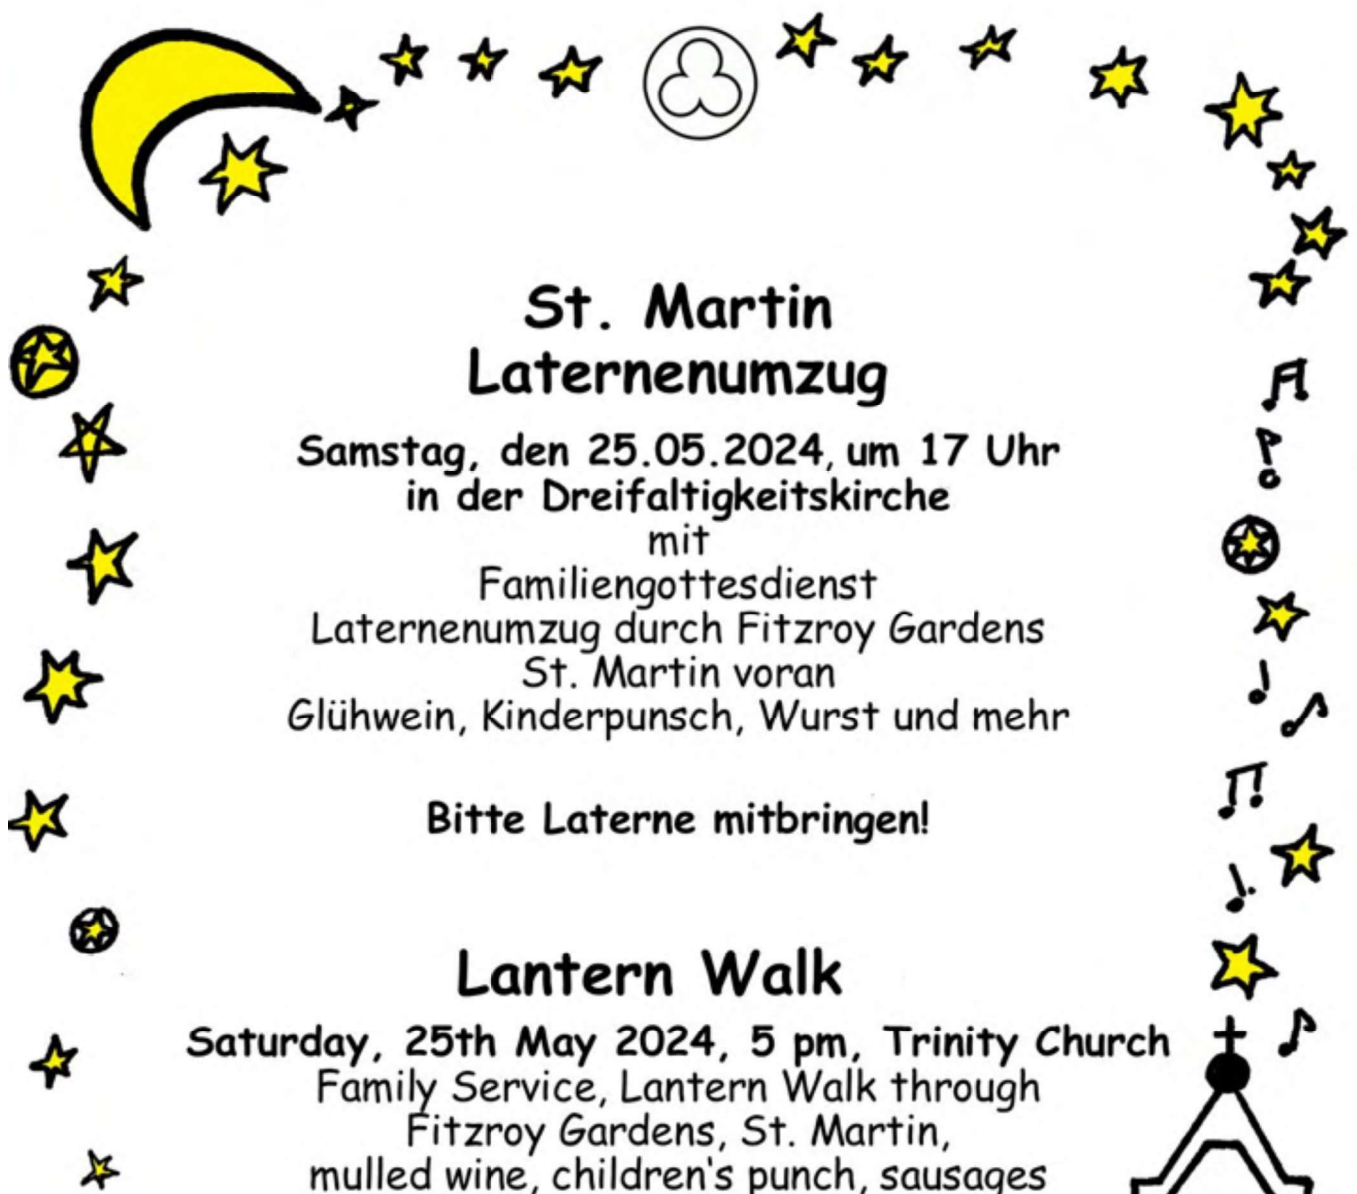 St. Martin
Laternenumzug
Samstag, den 25.05.2024, um 17 Uhr
in der Dreifaltigkeitskirche
mit
Familiengottesdienst
Laternenumzug durch Fitzroy Gardens
St. Martin voran
Glühwein, Kinderpunsch, Wurst und mehr
Bitte Laterne mitbringen!
Lantern Walk
Saturday, 25th May 2024, 5 pm, Trinity Church
Family Service, Lantern Walk through
Fitzroy Gardens, St. Martin,
mulled wine, children's punch, sausages